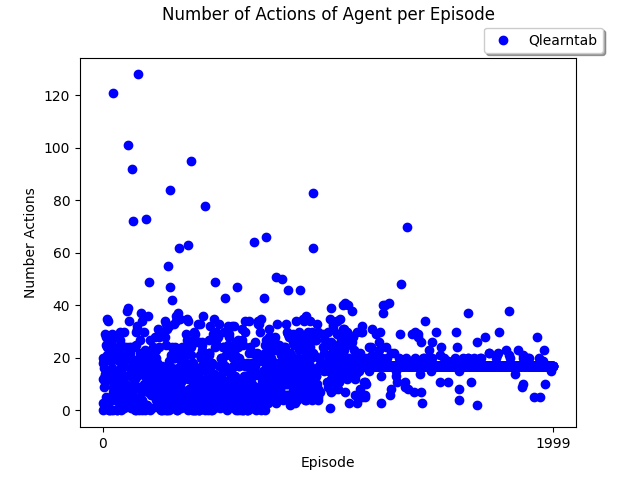 Number of Actions of Agent per Episode
Qlearntab
120
100
80
60
40
20
0
Number Actions
0 1999
Episode